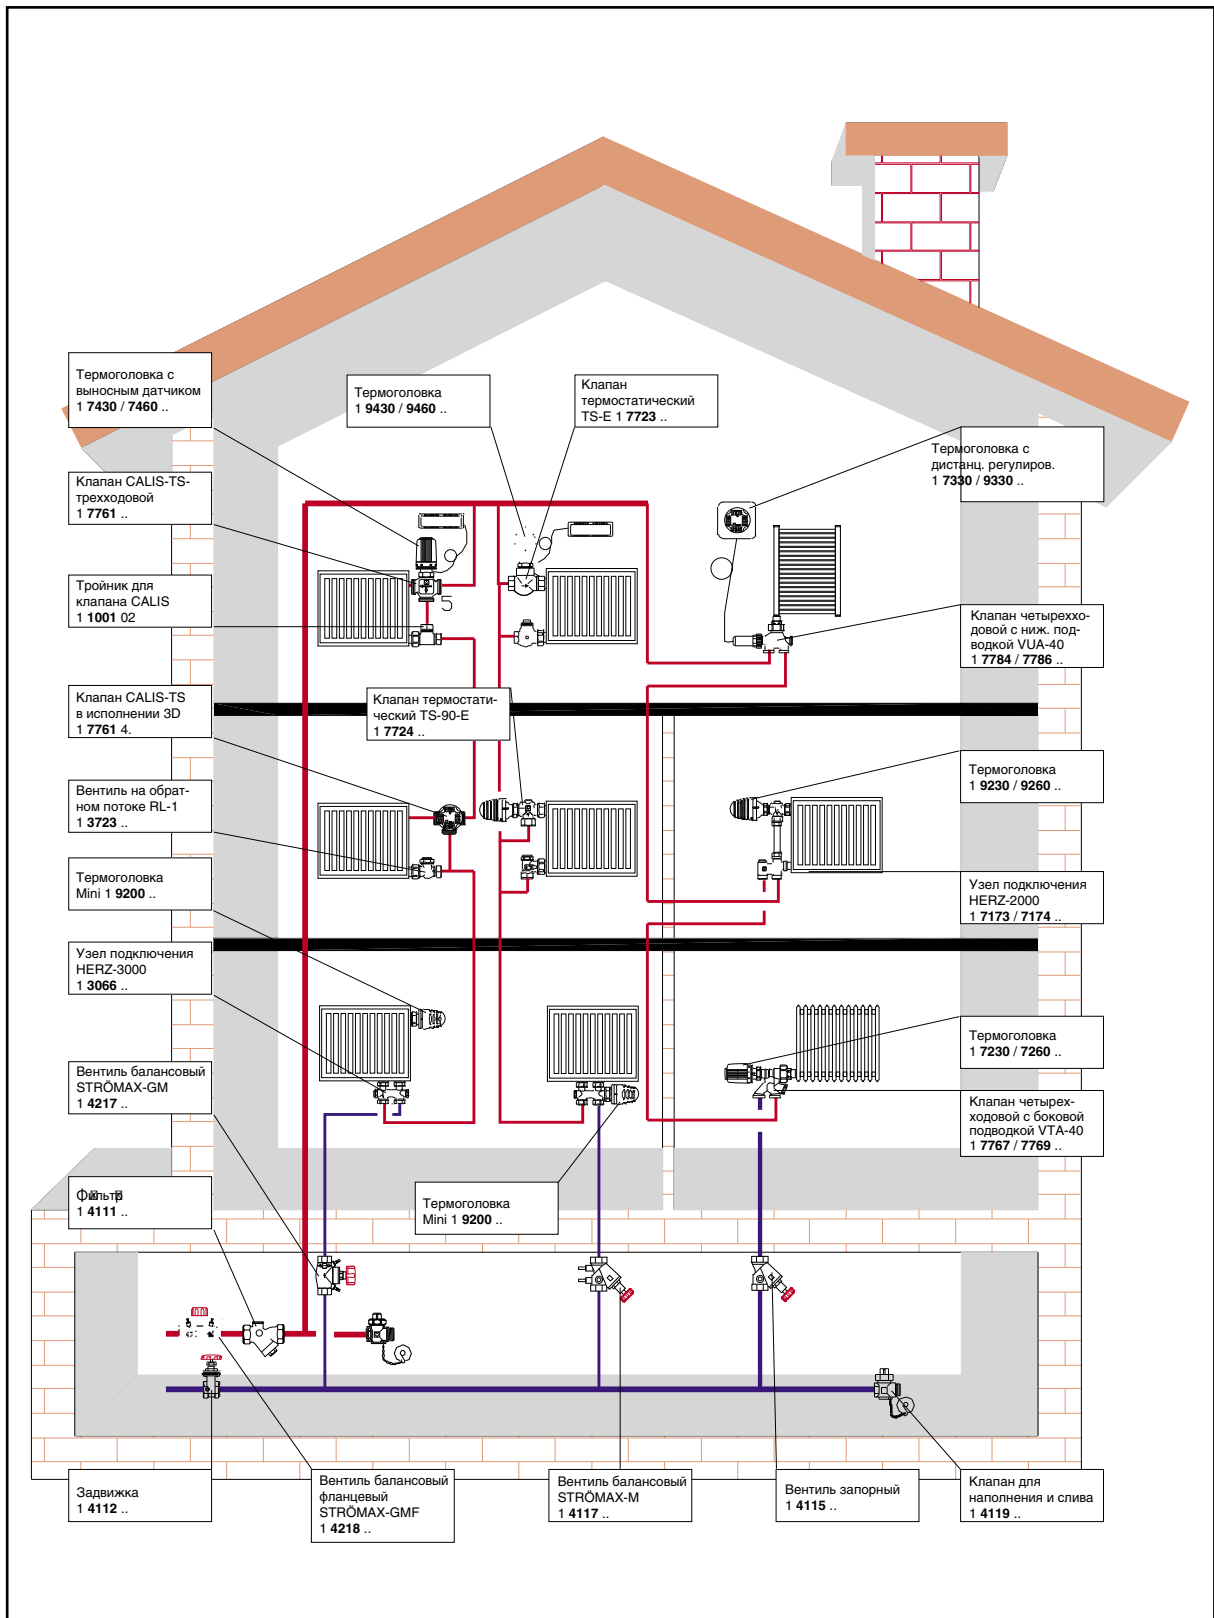 Термоголовка с
выносным датчиком
1 7430 / 7460 ..
Термоголовка
1 9430 / 9460 ..
Клапан
термостатический
TS-E 1 7723 ..
Термоголовка с
дистанц. регулиров.
1 7330 / 9330 ..
Клапан CALIS-TS-
трехходовой
1 7761 ..
Тройник для
клапана CALIS
1 1001 02
5
Клапан четырехxo-
довой с ниж. под-
водкой VUA-40
1 7784 / 7786 ..
Клапан CALIS-TS
в исполнении 3D
1 7761 4.
Клапан термостати-
ческий TS-90-E
1 7724 ..
Термоголовка
1 9230 / 9260 ..
Вентиль на обрат-
ном потоке RL-1
1 3723 ..
Термоголовка
Mini 1 9200 ..
Узел подключения
HERZ-2000
1 7173 / 7174 ..
Узел подключения
HERZ-3000
1 3066 ..
Термоголовка
1 7230 / 7260 ..
Вентиль балансовый
STRÖMAX-GM
1 4217 ..
Клапан четырех-
ходовой с боковой
подводкой VTA-40
1 7767 / 7769 ..
Фильтр
1 4111 ..
Термоголовка
Mini 1 9200 ..
Задвижка
1 4112 ..
Вентиль балансовый
фланцевый
STRÖMAX-GMF
1 4218 ..
Вентиль балансовый
STRÖMAX-M
1 4117 ..
Вентиль запорный
1 4115 ..
Клапан для
наполнения и слива
1 4119 ..